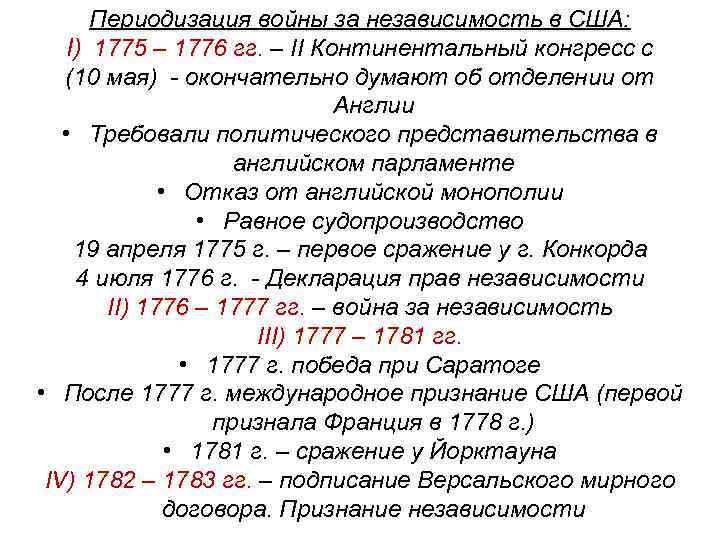 Периодизация войны за независимость в США:
I) 1775 – 1776 гг. – II Континентальный конгресс с
(10 мая) - окончательно думают об отделении от
Англии
• Требовали политического представительства в
английском парламенте
• Отказ от английской монополии
• Равное судопроизводство
19 апреля 1775 г. – первое сражение у г. Конкорда
4 июля 1776 г. - Декларация прав независимости
II) 1776 – 1777 гг. – война за независимость
III) 1777 – 1781 гг.
• 1777 г. победа при Саратоге
• После 1777 г. международное признание США (первой
признала Франция в 1778 г. )
• 1781 г. – сражение у Йорктауна
IV) 1782 – 1783 гг. – подписание Версальского мирного
договора. Признание независимости